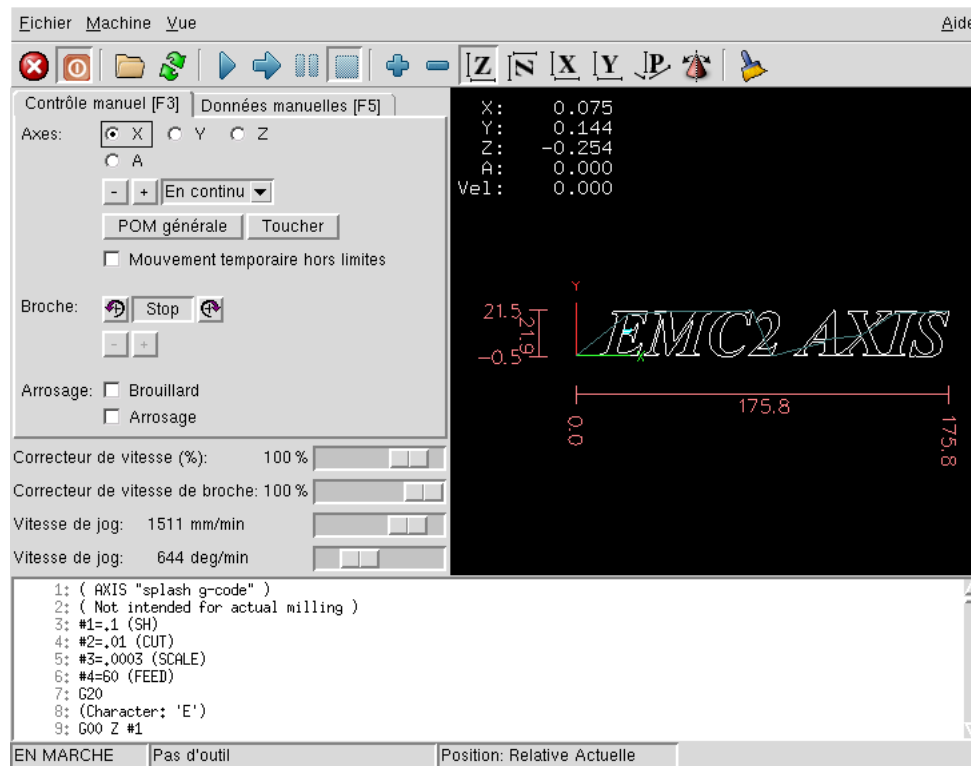 Fichier Machine Vue Aide
Z N X Y P
Contrôle manuel [F3] Données manuelles [F5]
Axes: X Y Z
A
- + En continu
POM générale Toucher
Mouvement temporaire hors limites
Broche: Stop
- +
Arrosage: Brouillard
Arrosage
Correcteur de vitesse (%): 100 %
Correcteur de vitesse de broche: 100 %
Vitesse de jog: 1511 mm/min
Vitesse de jog: 644 deg/min
X: 0.075
Y: 0.144
Z: -0.254
A: 0.000
Vel: 0.000
Y
21.5
21.9
-0.5
EMC2 AXIS
X
175.8
0.0
175.8
1: ( AXIS "splash g-code" )
2: ( Not intended for actual milling )
3: #1=.1 (SH)
4: #2=.01 (CUT)
5: #3=.0003 (SCALE)
6: #4=60 (FEED)
7: G20
8: (Character: 'E')
9: G00 Z #1
EN MARCHE Pas d'outil Position: Relative Actuelle